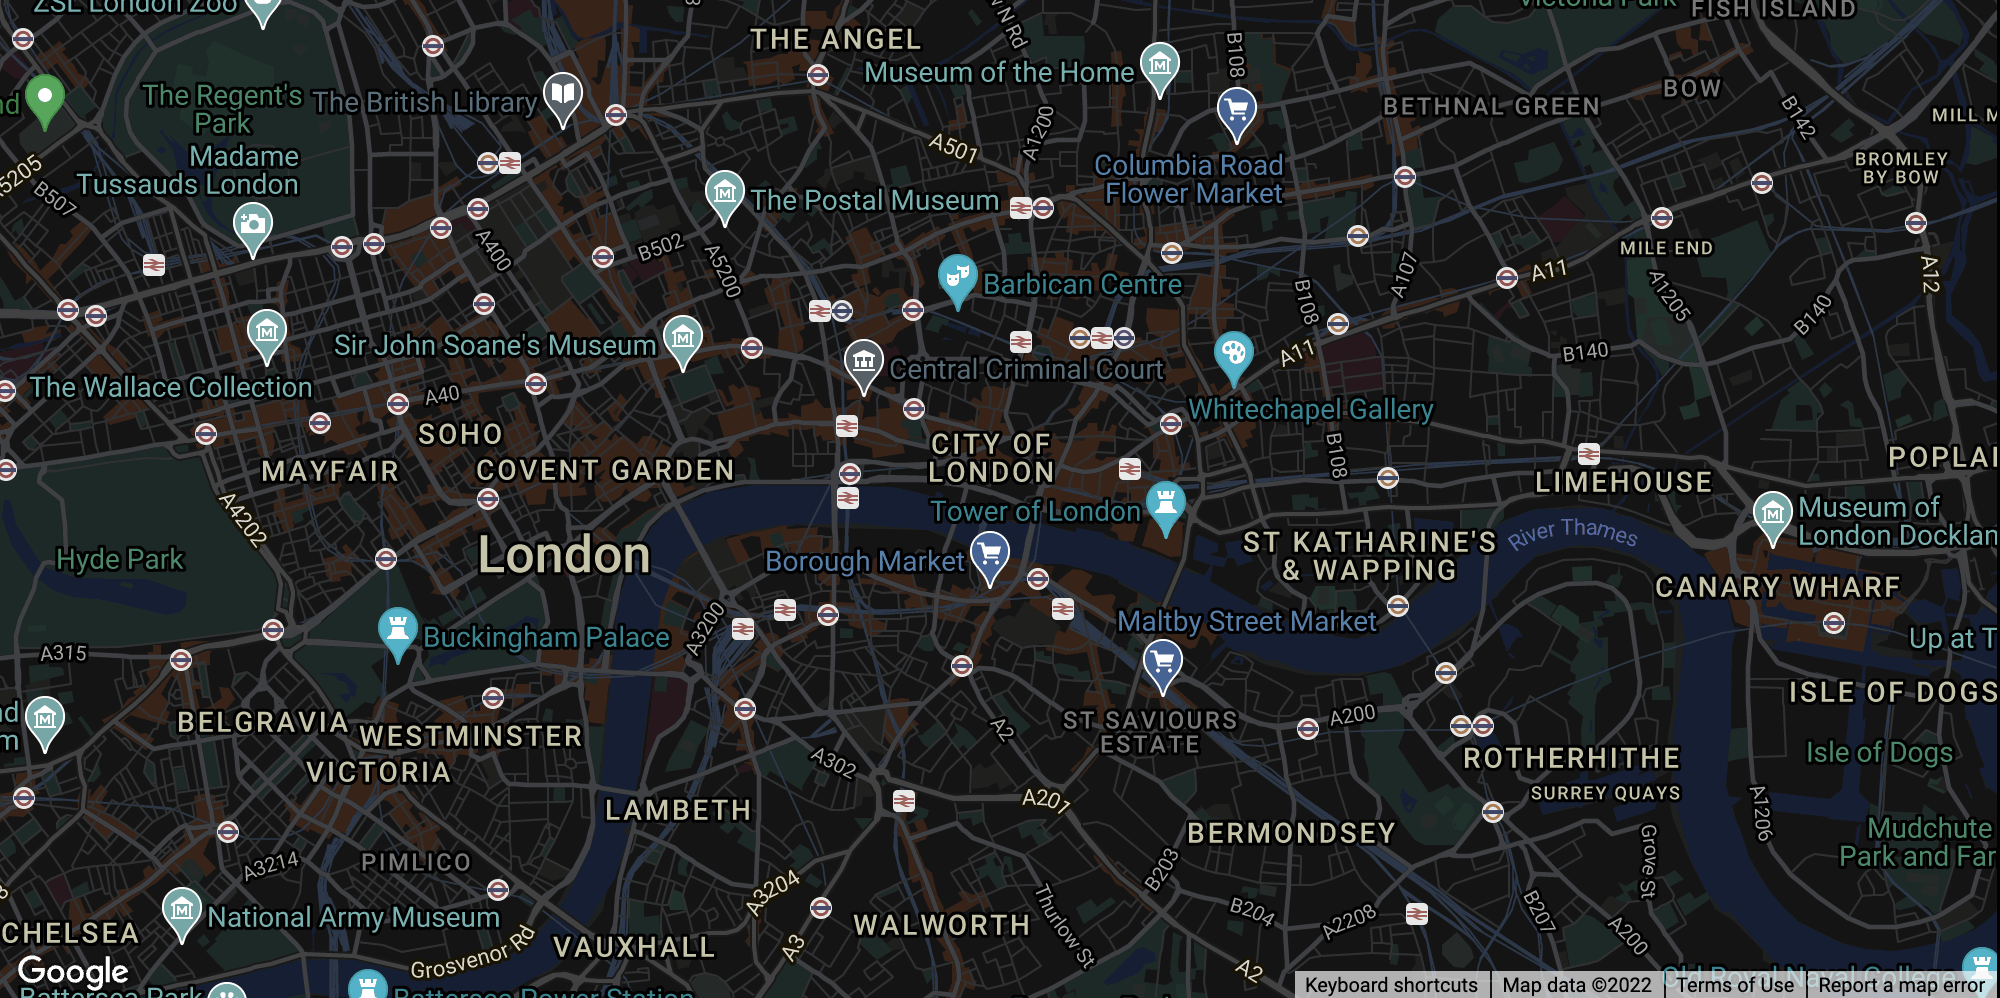 ZSL London Zoo
THE ANGEL
Victoria Park
FISH ISLAND
Museum of the Home
B108
BOW
The Regent's
Park
The British Library
BETHNAL GREEN
B142
MILL M
nd
A501
A1200
Madame
Tussauds London
Columbia Road
Flower Market
BROMLEY
BY BOW
5205
B507
The Postal Museum
A400
B502
A5200
MILE END
A107
A11
A12
Barbican Centre
B108
A1205
B140
Sir John Soane's Museum
Central Criminal Court
A11
B140
The Wallace Collection
A40
Whitechapel Gallery
SOHO
CITY OF
LONDON
B108
MAYFAIR
COVENT GARDEN
POPLAI
LIMEHOUSE
A4202
Tower of London
Museum of
London Docklan
River Thames
Hyde Park
London
Borough Market
ST KATHARINE'S
& WAPPING
CANARY WHARF
A3200
Maltby Street Market
Buckingham Palace
Up at T
A315
ISLE OF DOGS
nd
m
BELGRAVIA
WESTMINSTER
A2
ST SAVIOURS
ESTATE
A200
VICTORIA
A302
ROTHERHITHE
Isle of Dogs
SURREY QUAYS
LAMBETH
A201
A1206
BERMONDSEY
Mudchute
Park and Far
PIMLICO
A3214
A3204
B203
Grove St
National Army Museum
Thurlow St
B204
A2208
B207
A200
CHELSEA
WALWORTH
Grosvenor Rd
VAUXHALL
A3
A2
Google
Battersea Park
Battersea Power Station
Old Royal Naval College
Keyboard shortcuts
Map data ©2022
Terms of Use
Report a map error